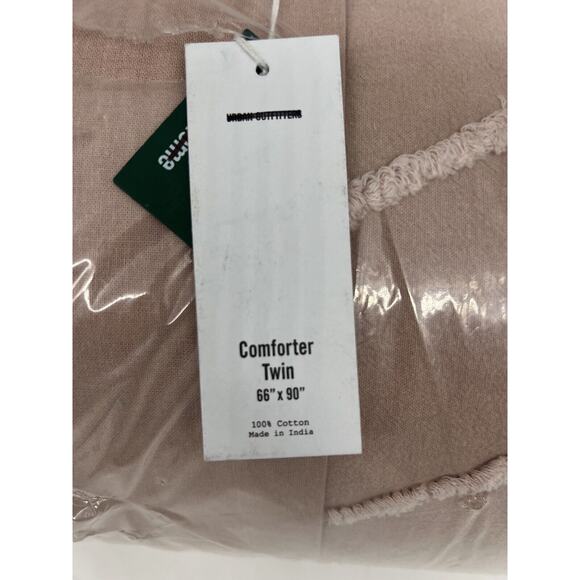 URBAN OUTFITTERS
Comforter
Twin
66" x 90"
100% Cotton
Made in India